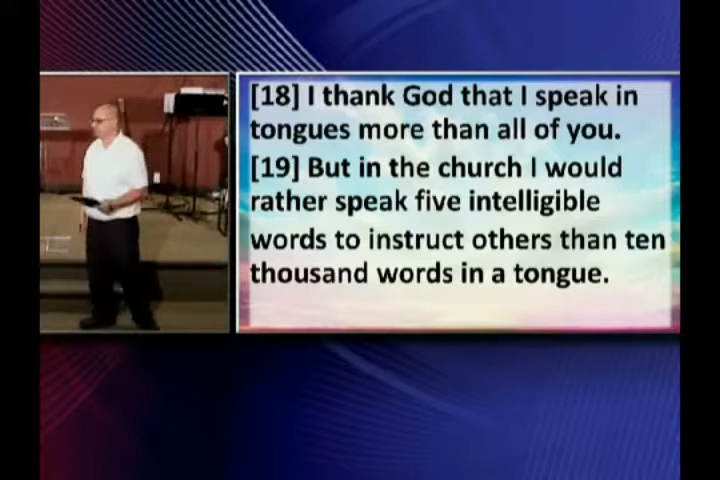 [18] I thank God that I speak in
tongues more than all of you.
[19] But in the church I would
rather speak five intelligible
words to instruct others than ten
thousand words in a tongue.